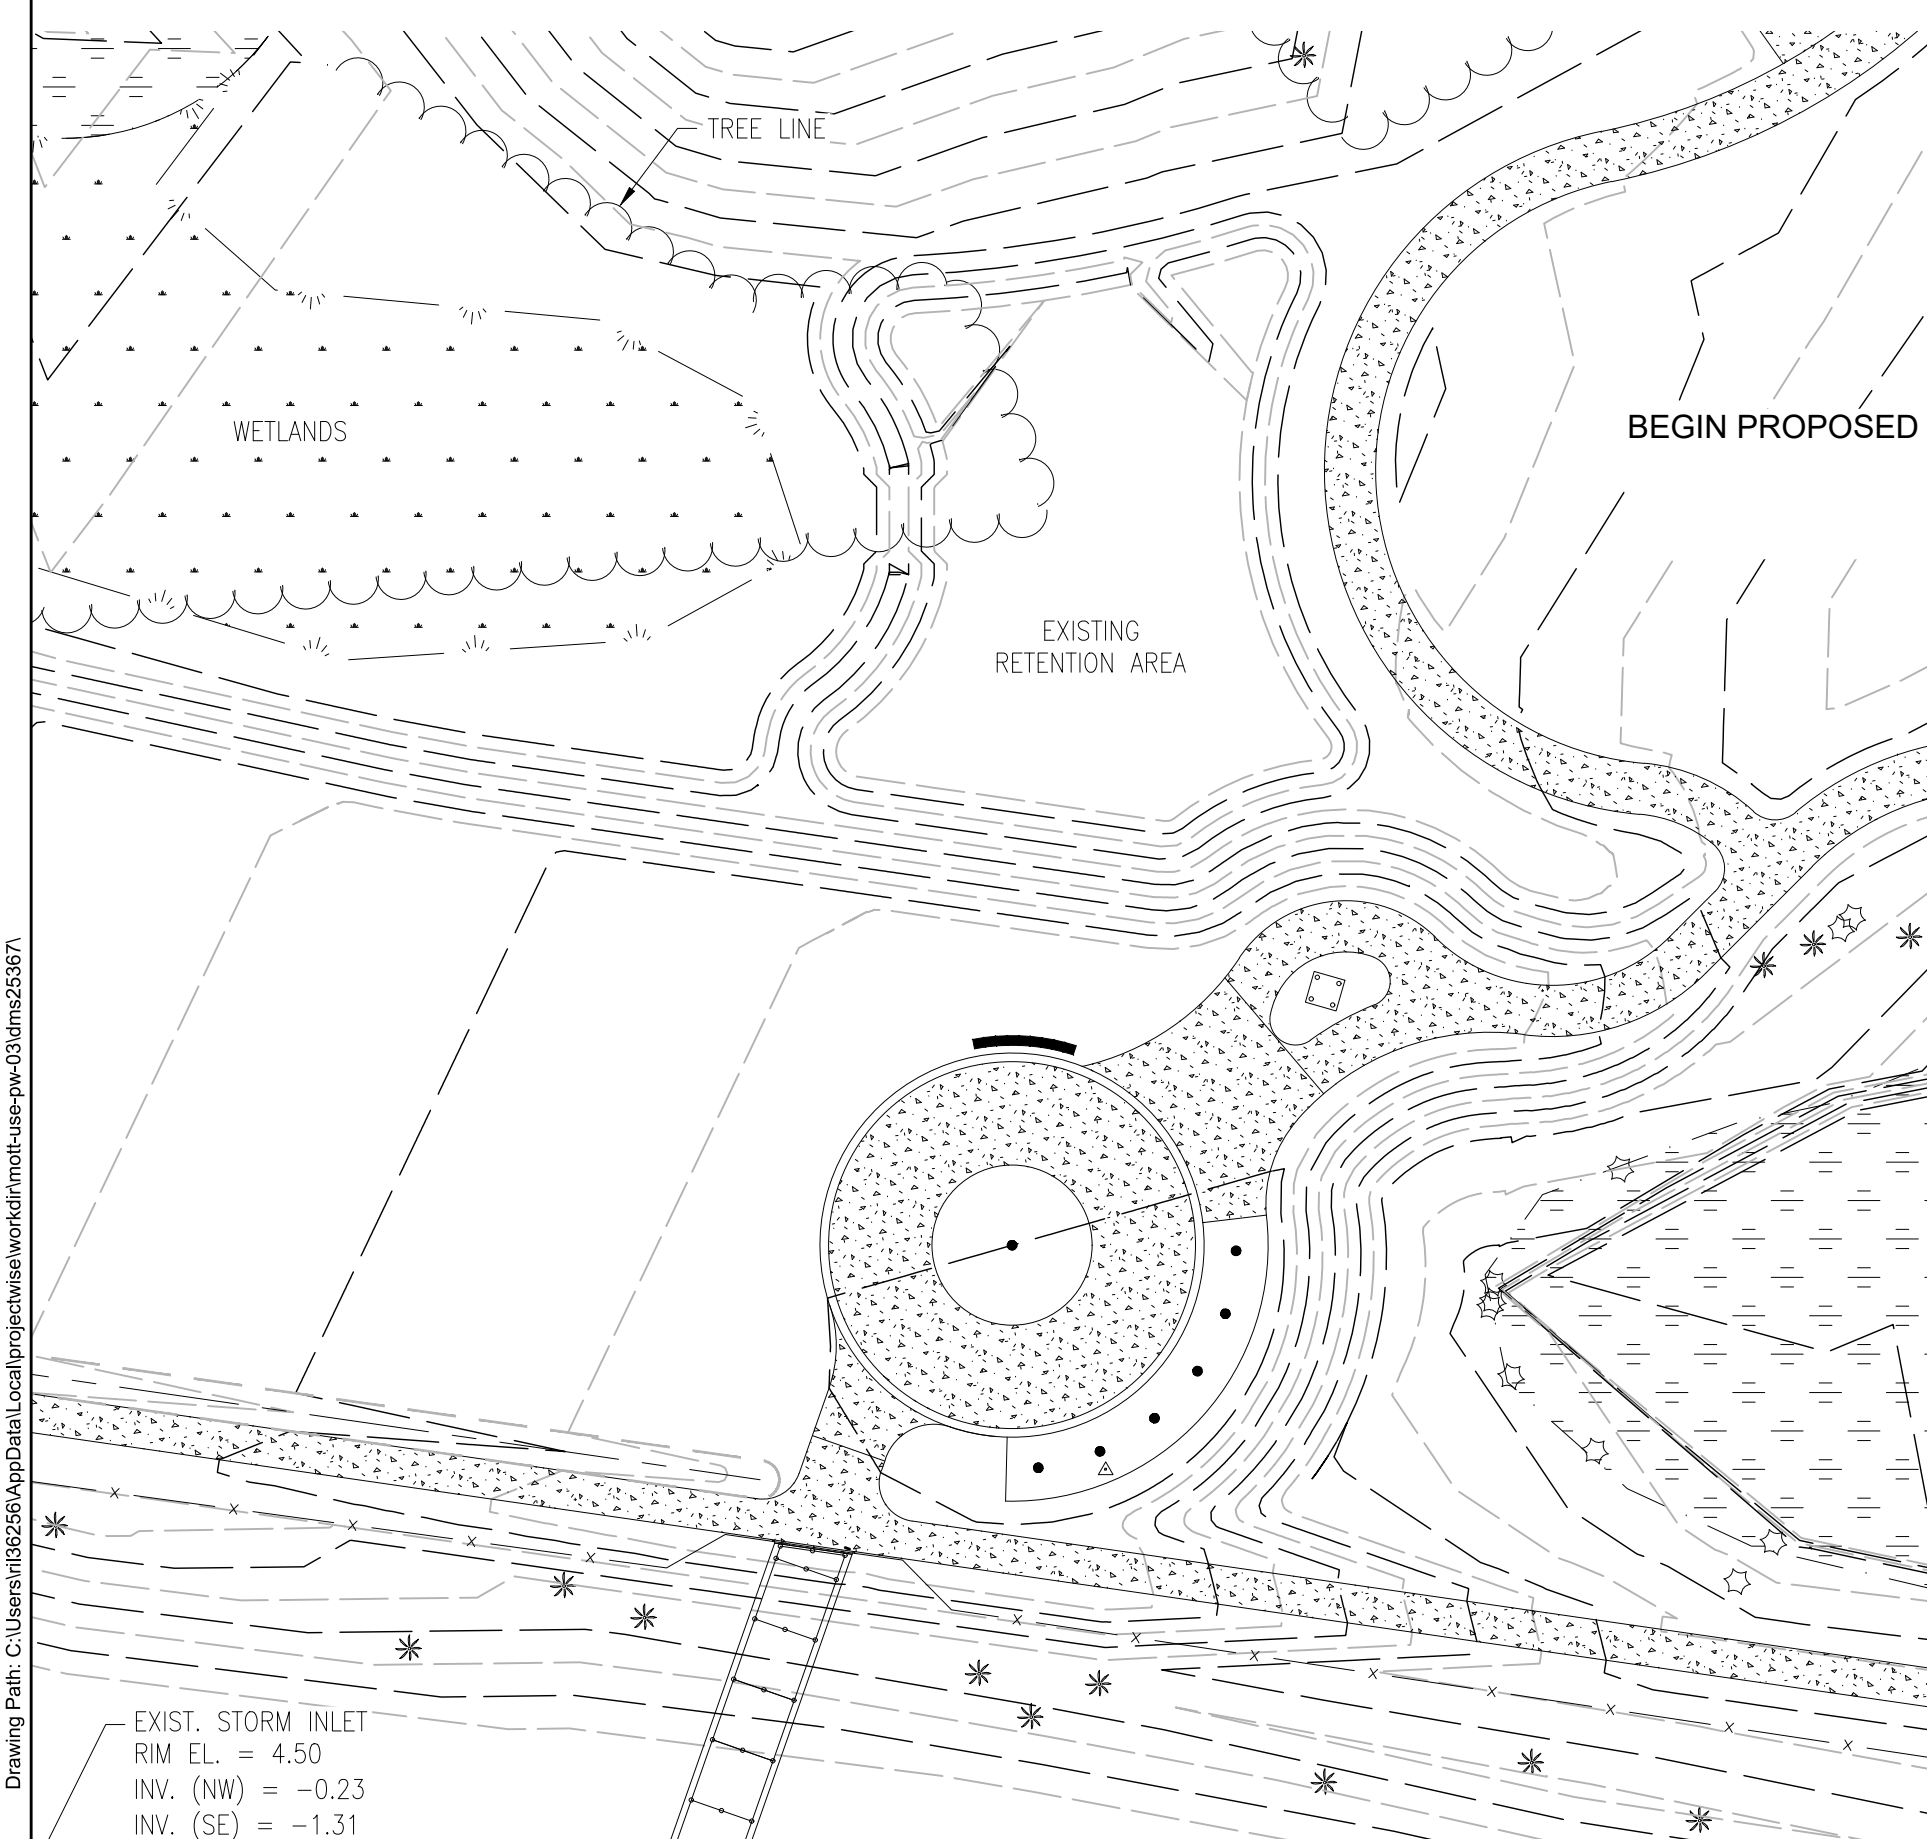 TREE LINE
WETLANDS
BEGIN PROPOSED
EXISTING
RETENTION AREA
EXIST. STORM INLET
RIM EL. = 4.50
INV. (NW) = -0.23
INV. (SE) = -1.31
Drawing Path: C:\Users\ril36256\AppData\Local\projectwise\workdir\mott-use-pw-03\dms25367\